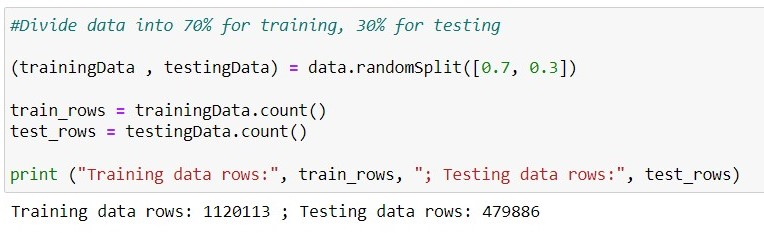 #Divide data into 70% for training, 30% for testing
(trainingData , testingData) = data.randomSplit([0.7, 0.3])
train_rows = trainingData.count()
test_rows = testingData.count()
print ("Training data rows:", train_rows, "; Testing data rows:", test_rows)
Training data rows: 1120113 ; Testing data rows: 479886